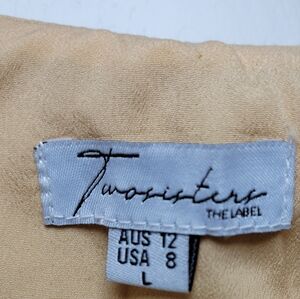 Twosisters
THE LABEL
AUS 12
USA 8
L